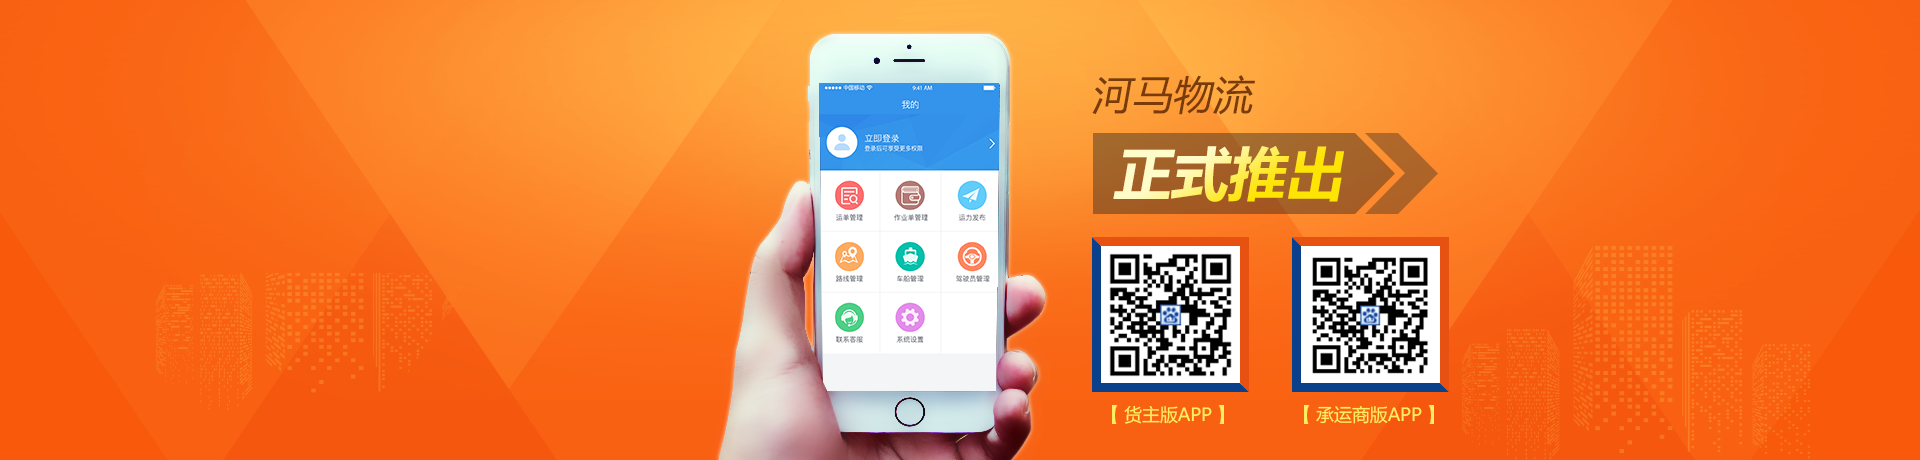 中国移动 9:41 AM
我的
立即登录
登录后可享受更多权限
运单管理 作业单管理 运力发布
路线管理 车船管理 驾驶员管理
联系客服 系统设置
河马物流
正式推出
【 货主版APP 】 【 承运商版APP 】